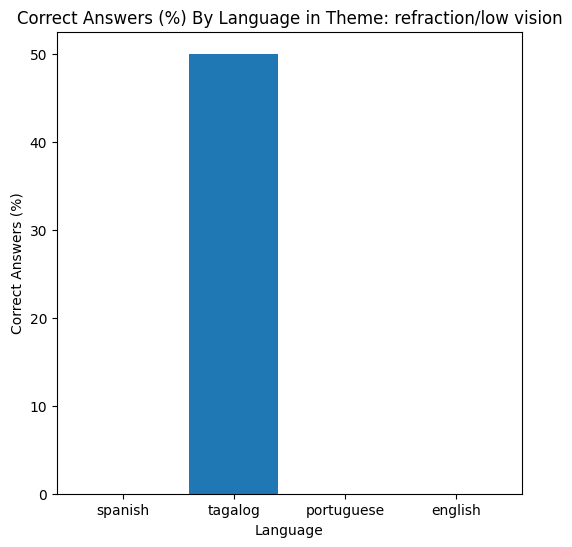 Correct Answers (%) By Language in Theme: refraction/low vision
Correct Answers (%)
50
40
30
20
10
0
spanish tagalog portuguese english
Language